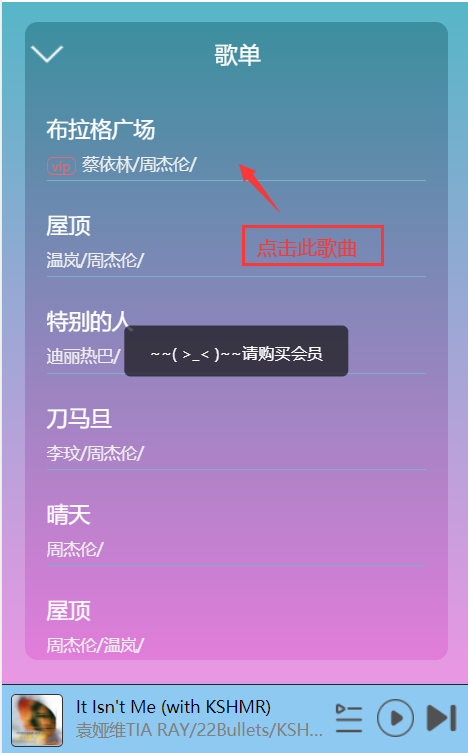 歌单
布拉格广场
vip 蔡依林/周杰伦/
屋顶
温岚/周杰伦/
点击此歌曲
特别的人
迪丽热巴/
~~( >_< )~~请购买会员
刀马旦
李玟/周杰伦/
晴天
周杰伦/
屋顶
周杰伦/温岚/
It Isn't Me (with KSHMR)
袁娅维TIA RAY/22Bullets/KSH...